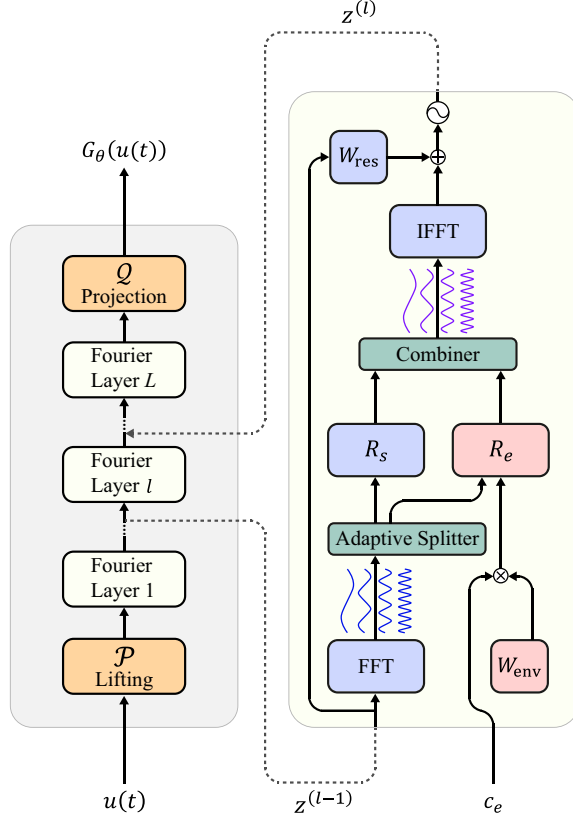 z^{(l)}
G_θ(u(t))
𝒬
Projection
Fourier
Layer L
Fourier
Layer l
Fourier
Layer 1
𝒫
Lifting
u(t)
W_res
IFFT
Combiner
R_s
R_e
Adaptive Splitter
FFT
W_env
z^{(l−1)}
c_e